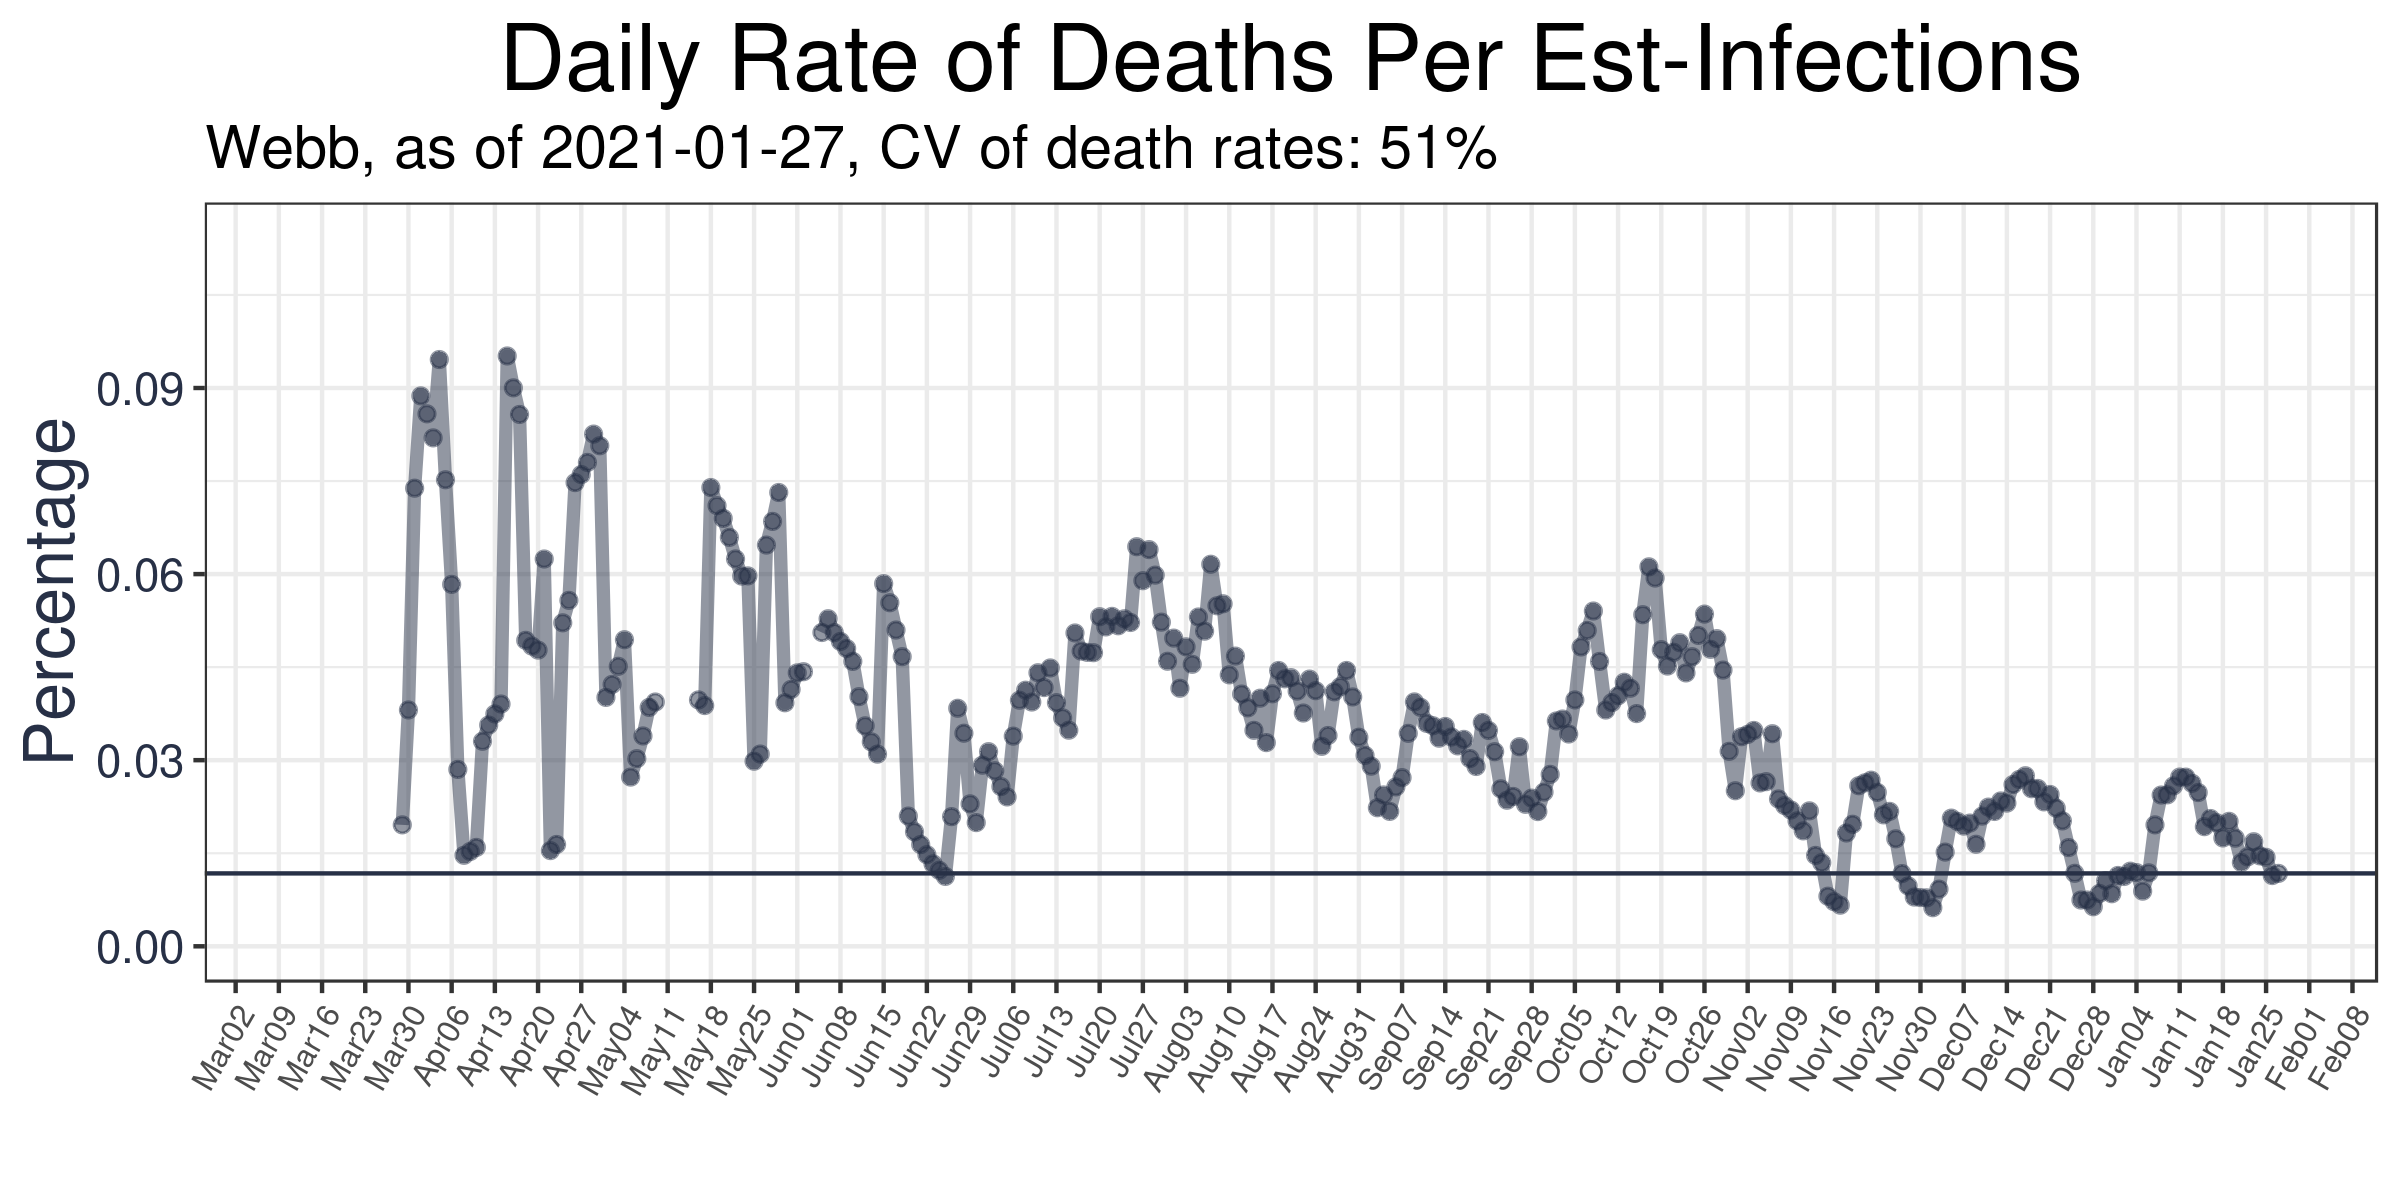 Daily Rate of Deaths Per Est-Infections
Webb, as of 2021-01-27, CV of death rates: 51%
Percentage
0.09
0.06
0.03
0.00
Mar02
Mar09
Mar16
Mar23
Mar30
Apr06
Apr13
Apr20
Apr27
May04
May11
May18
May25
Jun01
Jun08
Jun15
Jun22
Jun29
Jul06
Jul13
Jul20
Jul27
Aug03
Aug10
Aug17
Aug24
Aug31
Sep07
Sep14
Sep21
Sep28
Oct05
Oct12
Oct19
Oct26
Nov02
Nov09
Nov16
Nov23
Nov30
Dec07
Dec14
Dec21
Dec28
Jan04
Jan11
Jan18
Jan25
Feb01
Feb08